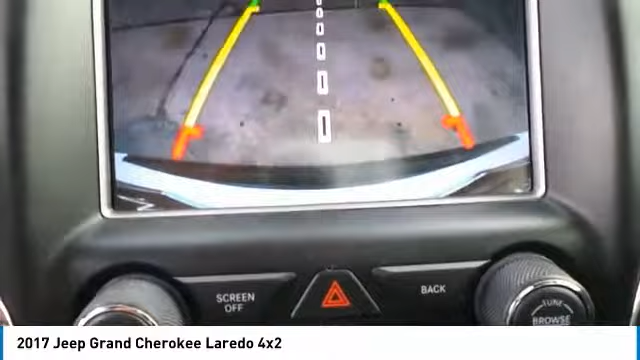 SCREEN
OFF
BACK
TUNE
BROWSE
2017 Jeep Grand Cherokee Laredo 4x2